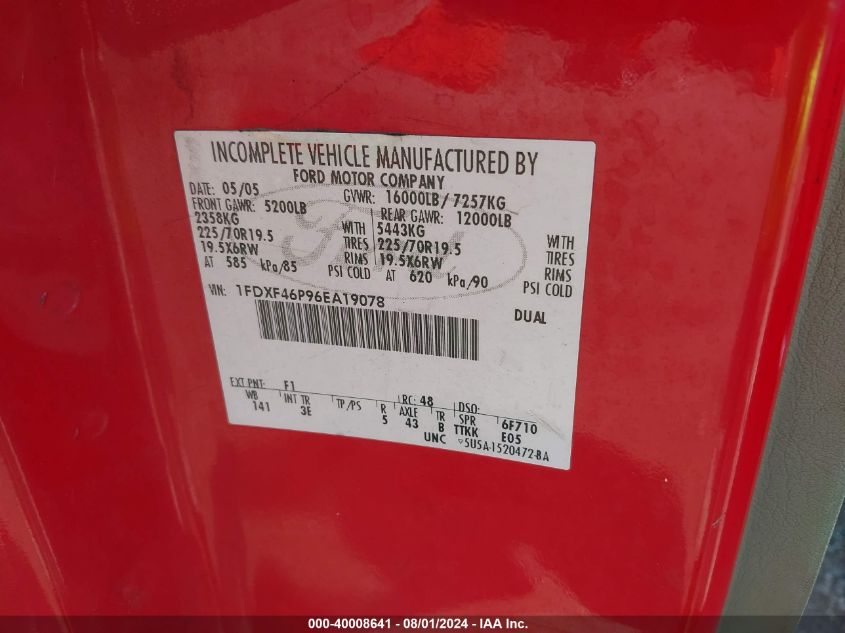 INCOMPLETE VEHICLE MANUFACTURED BY
FORD MOTOR COMPANY
DATE: 05/05 GVWR: 16000LB/ 7257KG
FRONT GAWR: 5200LB REAR GAWR: 12000LB
2358KG WITH 5443KG WITH
225/70R19.5 TIRES 225/70R19.5 TIRES
19.5X6RW RIMS 19.5X6RW RIMS
AT 585 kPa/85 PSI COLD AT 620 kPa/90 PSI COLD
Ford
VIN: 1FDXF46P96EA19078 DUAL
EXT PNT: F1 RC: 48 DSO:
WB INT TR TP/PS R AXLE TR SPR 6F710
141 3E 5 43 B TTKK E05
UNC ▽5U5A-1520472-BA
000-40008641 - 08/01/2024 - IAA Inc.